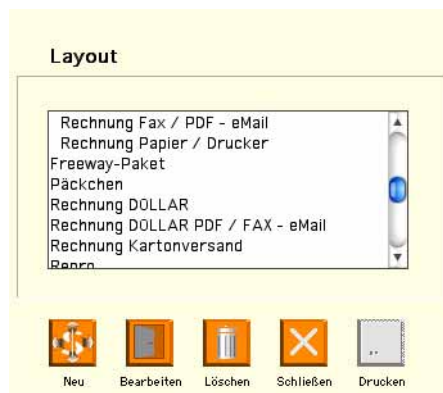 Layout
Rechnung Fax / PDF - eMail
Rechnung Papier / Drucker
Freeway-Paket
Päckchen
Rechnung DOLLAR
Rechnung DOLLAR PDF / FAX - eMail
Rechnung Kartonversand
Repro
Neu Bearbeiten Löschen Schließen Drucken